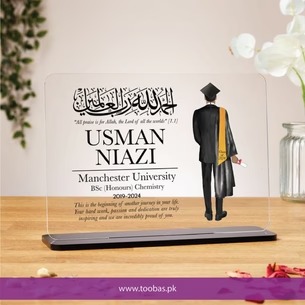 الحمد لله رب العالمين
"All praise is for Allah, the Lord of all the worlds" [1.1]
USMAN
NIAZI
Manchester University
BSc (Honours) Chemistry
2019-2024
This is the beginning of another journey in your life.
Your hard work, passion and dedication are truly
inspiring and we are incredibly proud of you.
www.toobas.pk